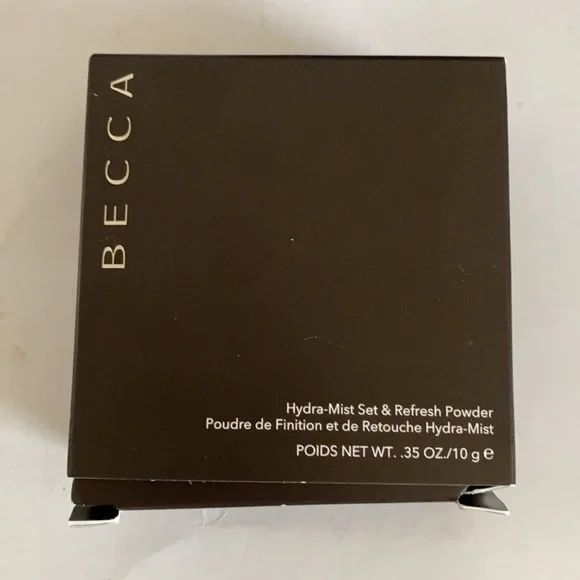 BECCA
Hydra-Mist Set & Refresh Powder
Poudre de Finition et de Retouche Hydra-Mist
POIDS NET WT. .35 OZ./10 g ℮